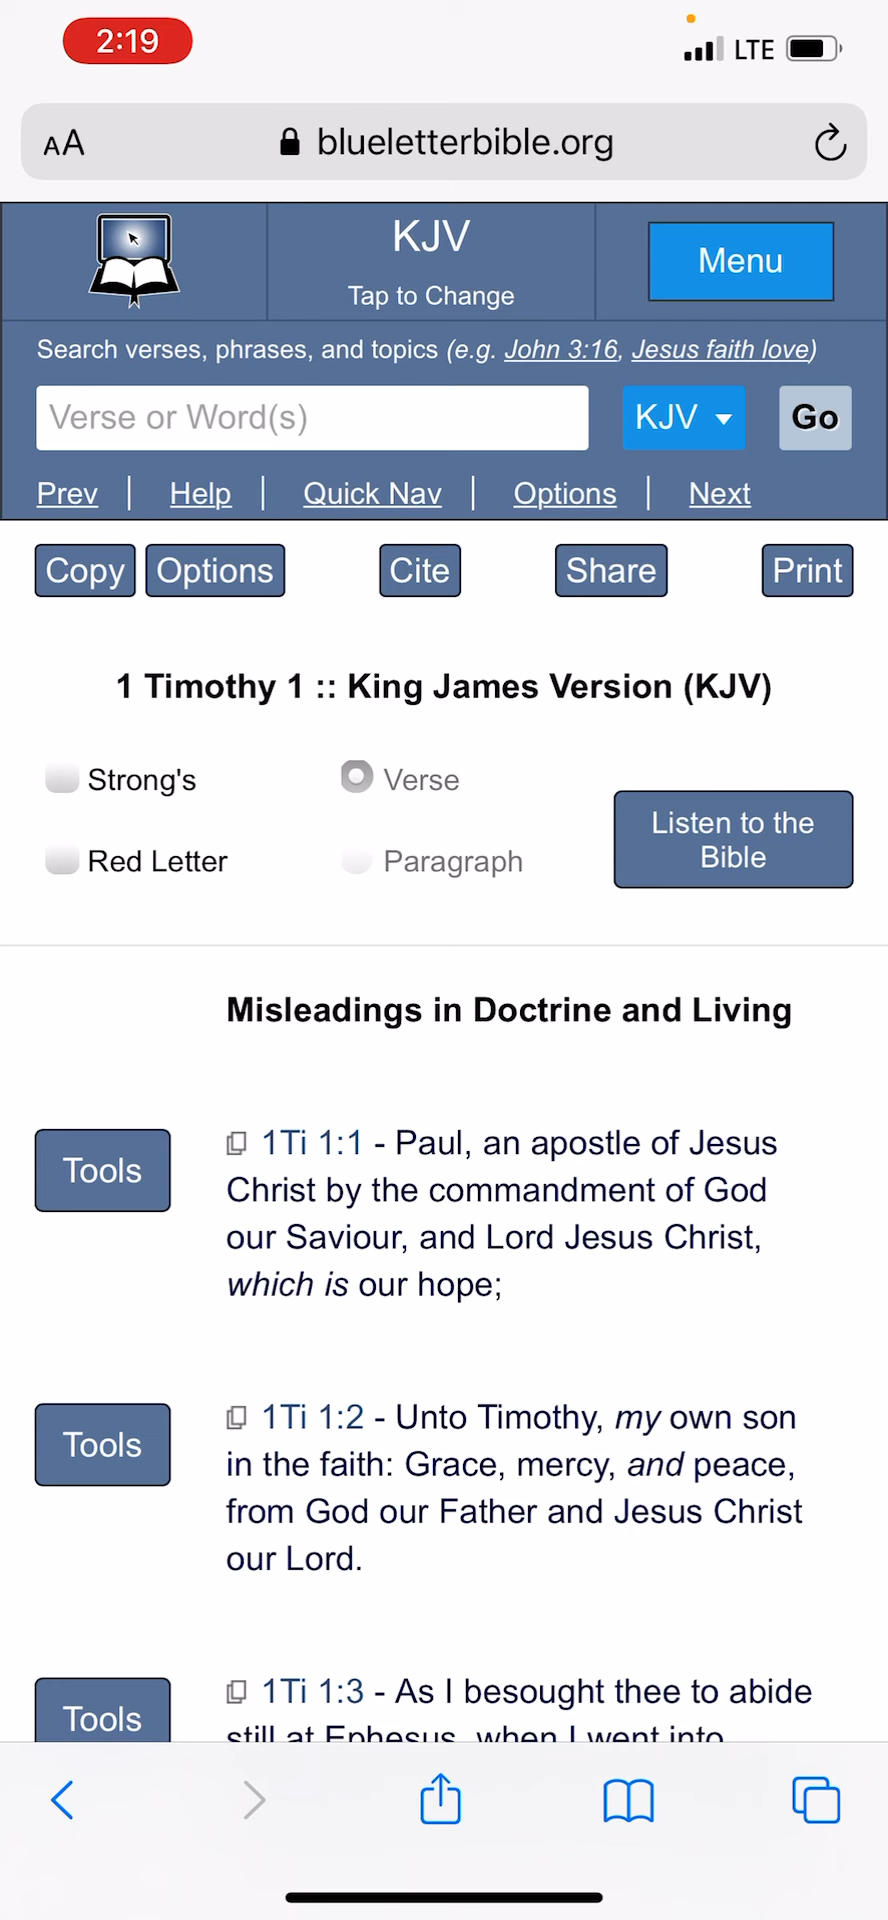 2:19
LTE
AA blueletterbible.org
KJV
Tap to Change
Menu
Search verses, phrases, and topics (e.g. John 3:16, Jesus faith love)
Verse or Word(s) KJV Go
Prev | Help | Quick Nav | Options | Next
Copy Options Cite Share Print
1 Timothy 1 :: King James Version (KJV)
Strong's Verse
Red Letter Paragraph
Listen to the
Bible
Misleadings in Doctrine and Living
Tools
1Ti 1:1 - Paul, an apostle of Jesus
Christ by the commandment of God
our Saviour, and Lord Jesus Christ,
which is our hope;
Tools
1Ti 1:2 - Unto Timothy, my own son
in the faith: Grace, mercy, and peace,
from God our Father and Jesus Christ
our Lord.
Tools
1Ti 1:3 - As I besought thee to abide
still at Ephesus, when I went into